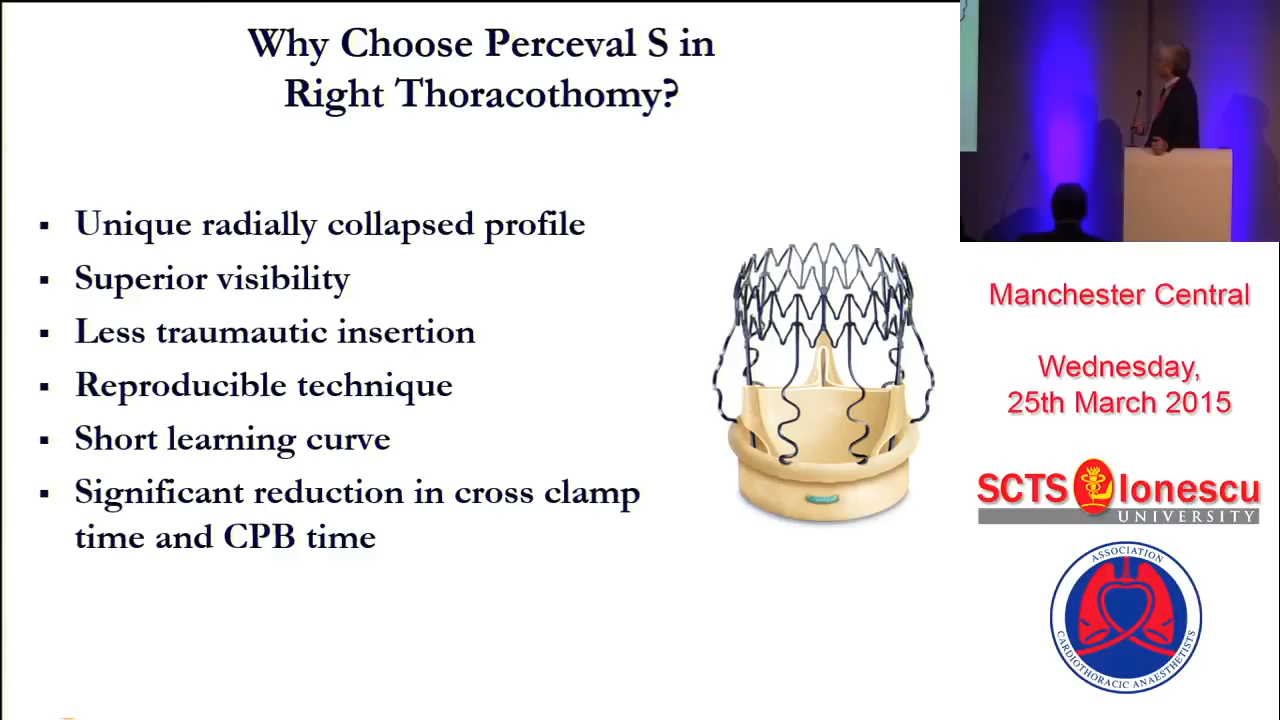 Why Choose Perceval S in
Right Thoracothomy?
▪ Unique radially collapsed profile
▪ Superior visibility
▪ Less traumautic insertion
▪ Reproducible technique
▪ Short learning curve
▪ Significant reduction in cross clamp
time and CPB time
Manchester Central
Wednesday,
25th March 2015
SCTS Ionescu
UNIVERSITY
ASSOCIATION
CARDIOTHORACIC ANAESTHETISTS